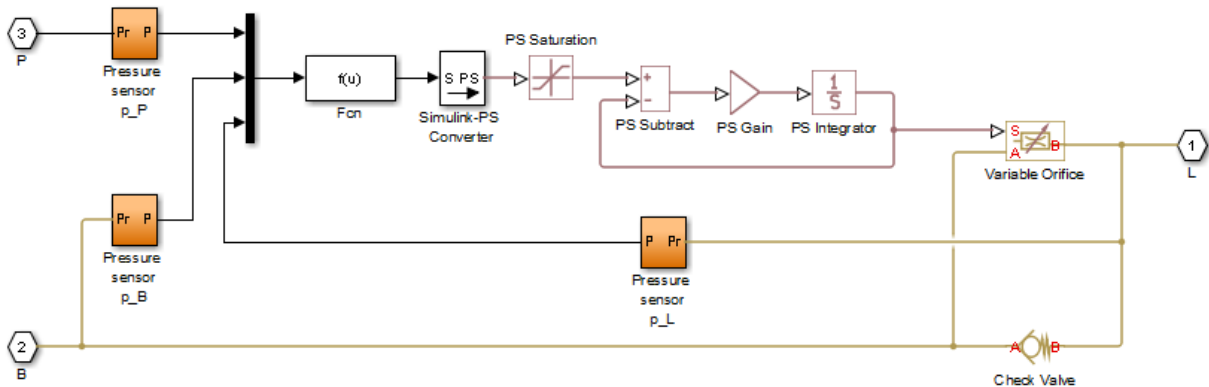 3
P
Pr P
Pressure
sensor
p_P
f(u)
Fcn
S PS
Simulink-PS
Converter
PS Saturation
+
−
PS Subtract
PS Gain
1
S
PS Integrator
S
A
B
Variable Orifice
1
L
Pr P
Pressure
sensor
p_B
P Pr
Pressure
sensor
p_L
2
B
A
B
Check Valve